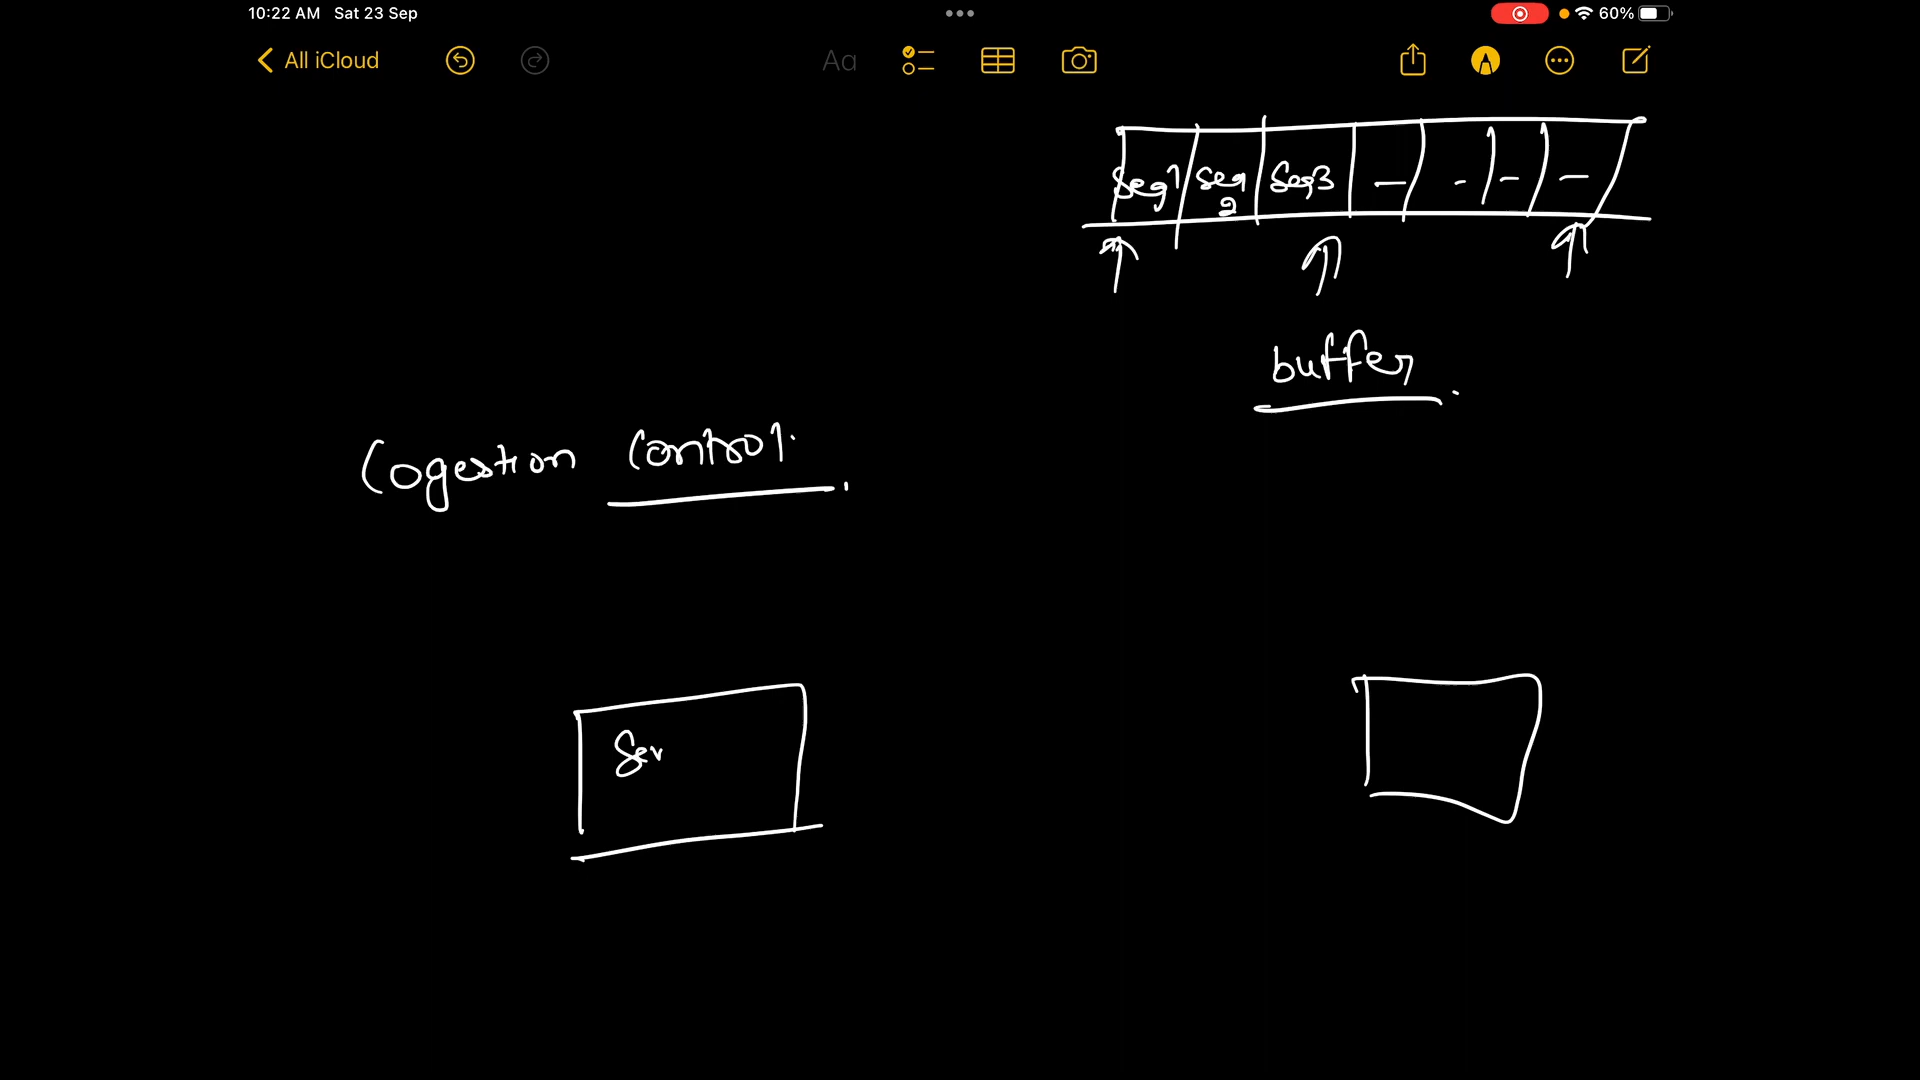 10:22 AM Sat 23 Sep
60%
All iCloud
Aa
Seg1 Seg 2 Seg3 - - - -
buffer
Cogestion Control.
Ser